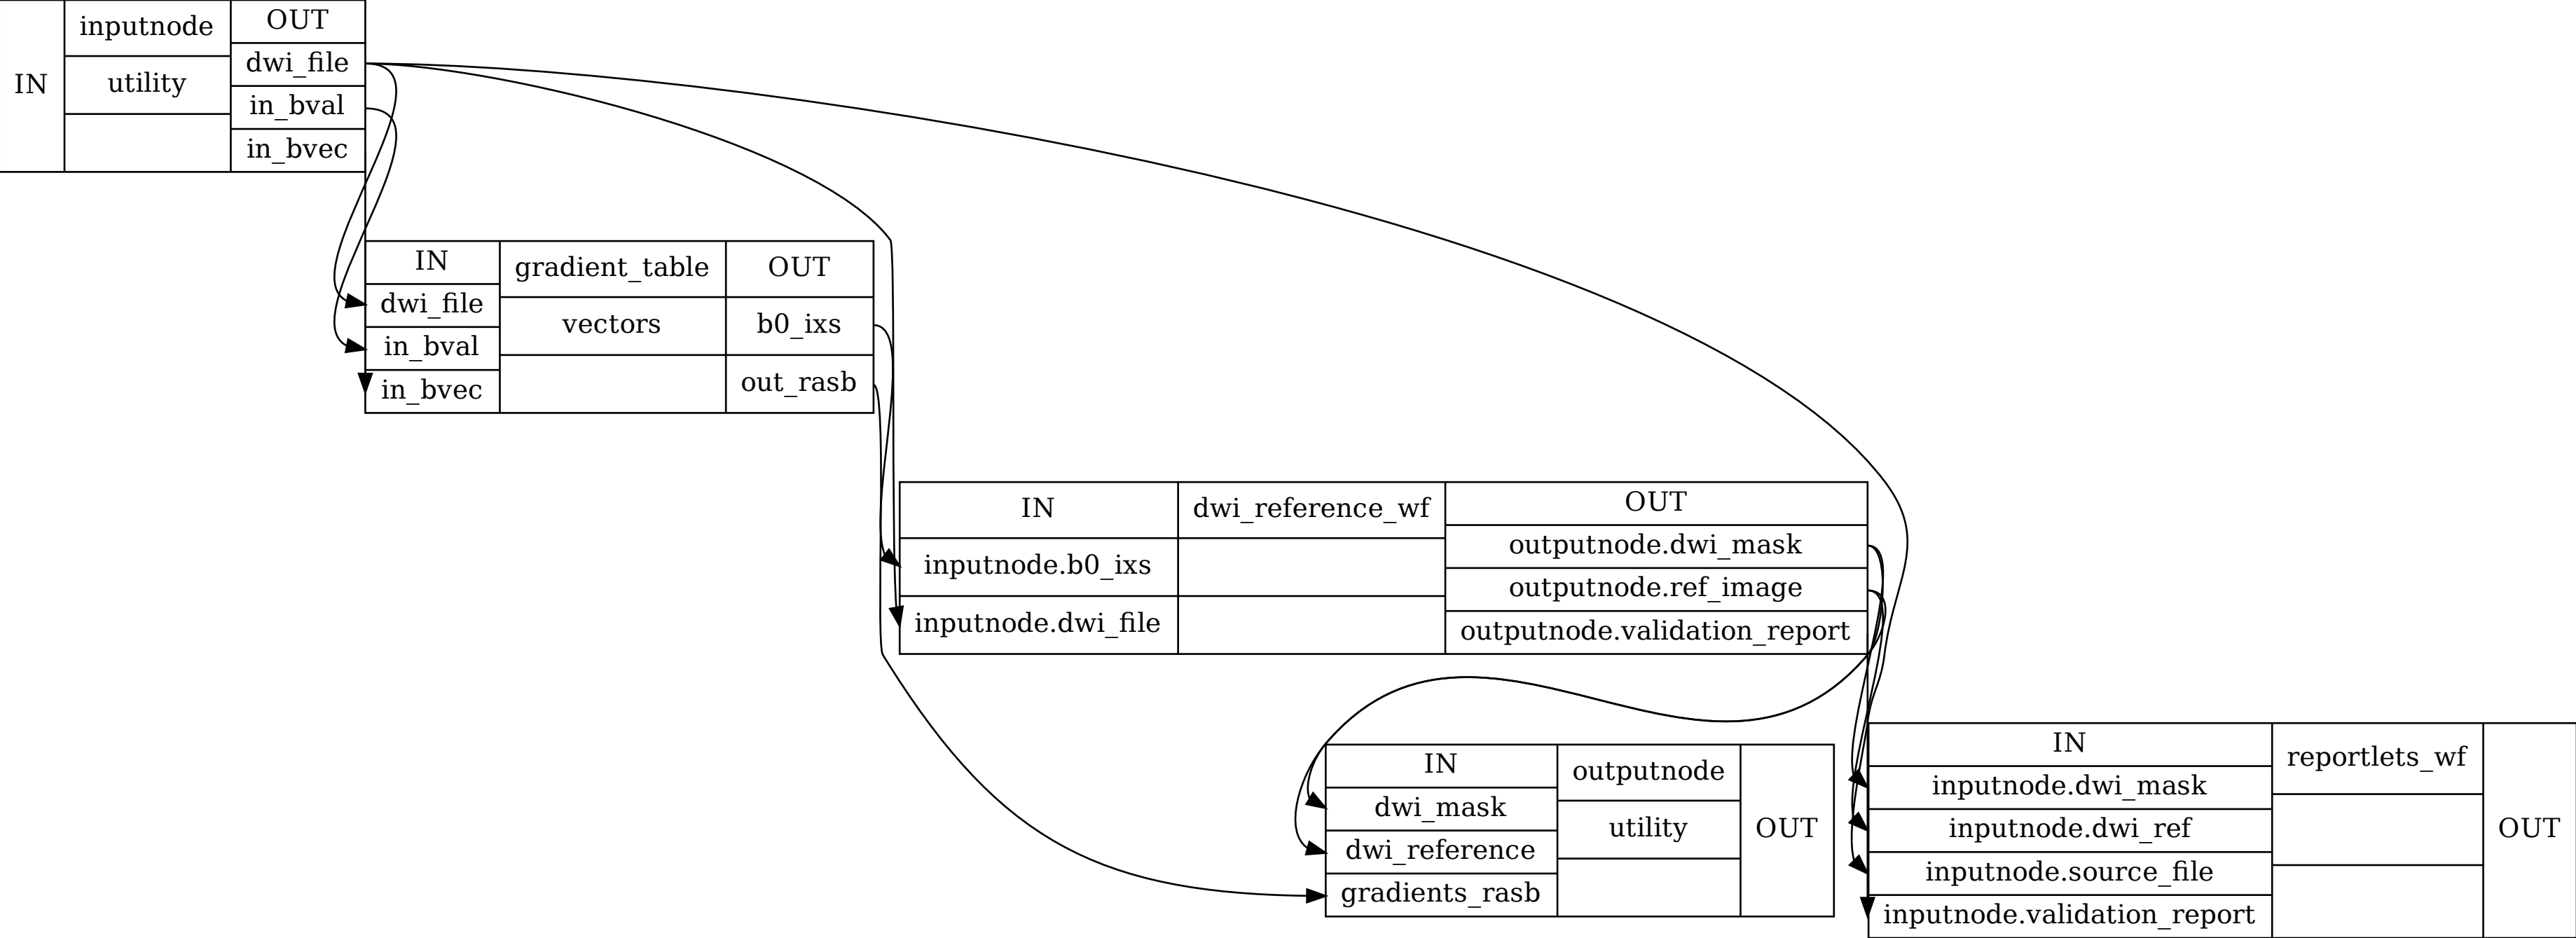 IN
inputnode
utility
OUT
dwi_file
in_bval
in_bvec
IN
dwi_file
in_bval
in_bvec
gradient_table
vectors
OUT
b0_ixs
out_rasb
IN
inputnode.b0_ixs
inputnode.dwi_file
dwi_reference_wf
OUT
outputnode.dwi_mask
outputnode.ref_image
outputnode.validation_report
IN
dwi_mask
dwi_reference
gradients_rasb
outputnode
utility
OUT
IN
inputnode.dwi_mask
inputnode.dwi_ref
inputnode.source_file
inputnode.validation_report
reportlets_wf
OUT